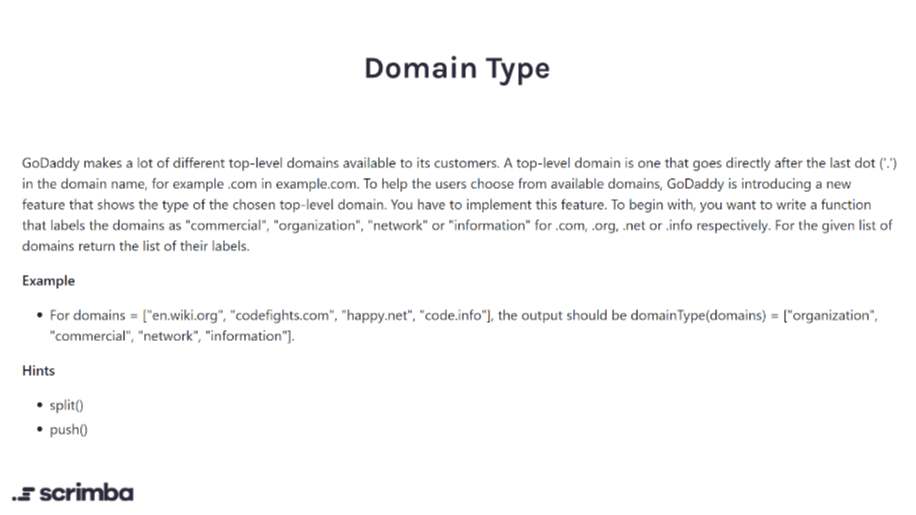 Domain Type
GoDaddy makes a lot of different top-level domains available to its customers. A top-level domain is one that goes directly after the last dot ('.')
in the domain name, for example .com in example.com. To help the users choose from available domains, GoDaddy is introducing a new
feature that shows the type of the chosen top-level domain. You have to implement this feature. To begin with, you want to write a function
that labels the domains as "commercial", "organization", "network" or "information" for .com, .org, .net or .info respectively. For the given list of
domains return the list of their labels.
Example
• For domains = ["en.wiki.org", "codefights.com", "happy.net", "code.info"], the output should be domainType(domains) = ["organization",
"commercial", "network", "information"].
Hints
• split()
• push()
scrimba